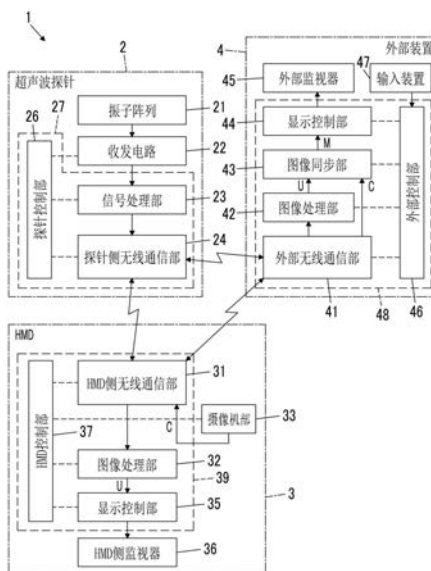 1
2
超声波探针
26
27
振子阵列
21
收发电路
22
信号处理部
23
探针侧无线通信部
24
探针控制部
4
外部装置
45
外部监视器
47
输入装置
44
显示控制部
M
43
图像同步部
U
C
42
图像处理部
外部无线通信部
外部控制部
41
48
46
HMD
HMD侧无线通信部
31
HMD控制部
37
C
摄像机部
33
图像处理部
32
U
39
显示控制部
35
3
HMD侧监视器
36